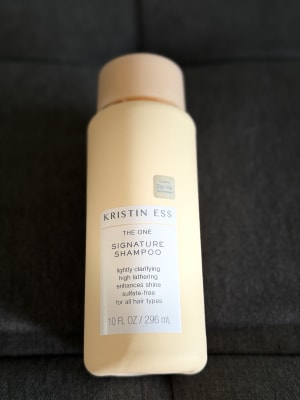 KRISTIN ESS
THE ONE
SIGNATURE
SHAMPOO
lightly clarifying
high lathering
enhances shine
sulfate-free
for all hair types
10 FL OZ / 296 mL